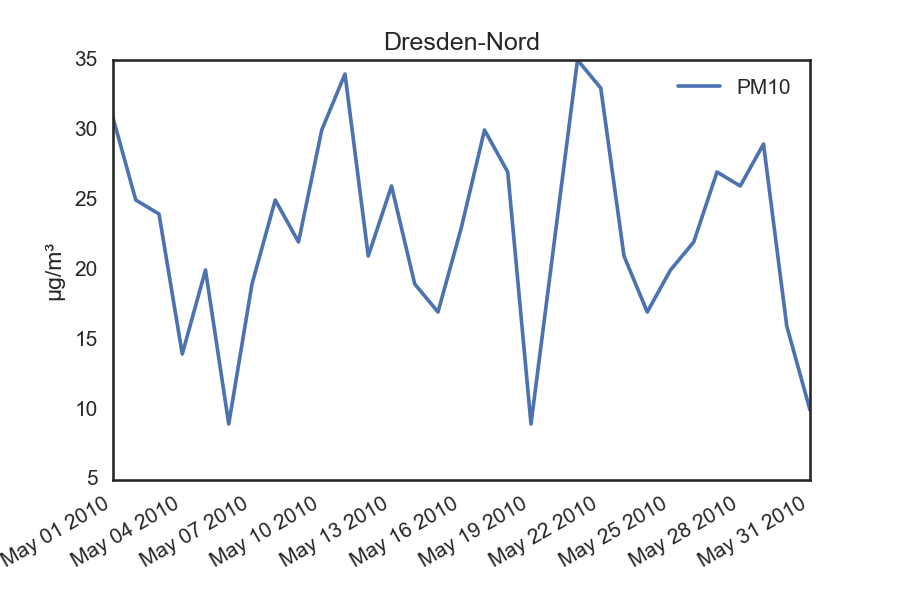 Dresden-Nord
PM10
µg/m³
35
30
25
20
15
10
5
May 01 2010
May 04 2010
May 07 2010
May 10 2010
May 13 2010
May 16 2010
May 19 2010
May 22 2010
May 25 2010
May 28 2010
May 31 2010